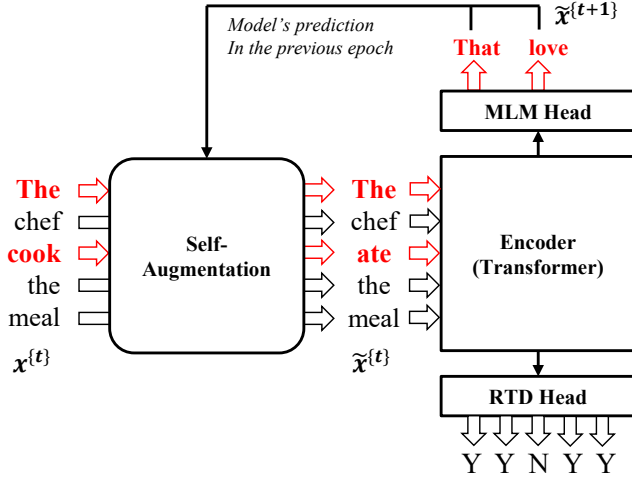 x̃^{t+1}
Model's prediction
In the previous epoch
That love
MLM Head
The
chef
cook
the
meal
x^{t}
Self-
Augmentation
The
chef
ate
the
meal
x̃^{t}
Encoder
(Transformer)
RTD Head
Y Y N Y Y